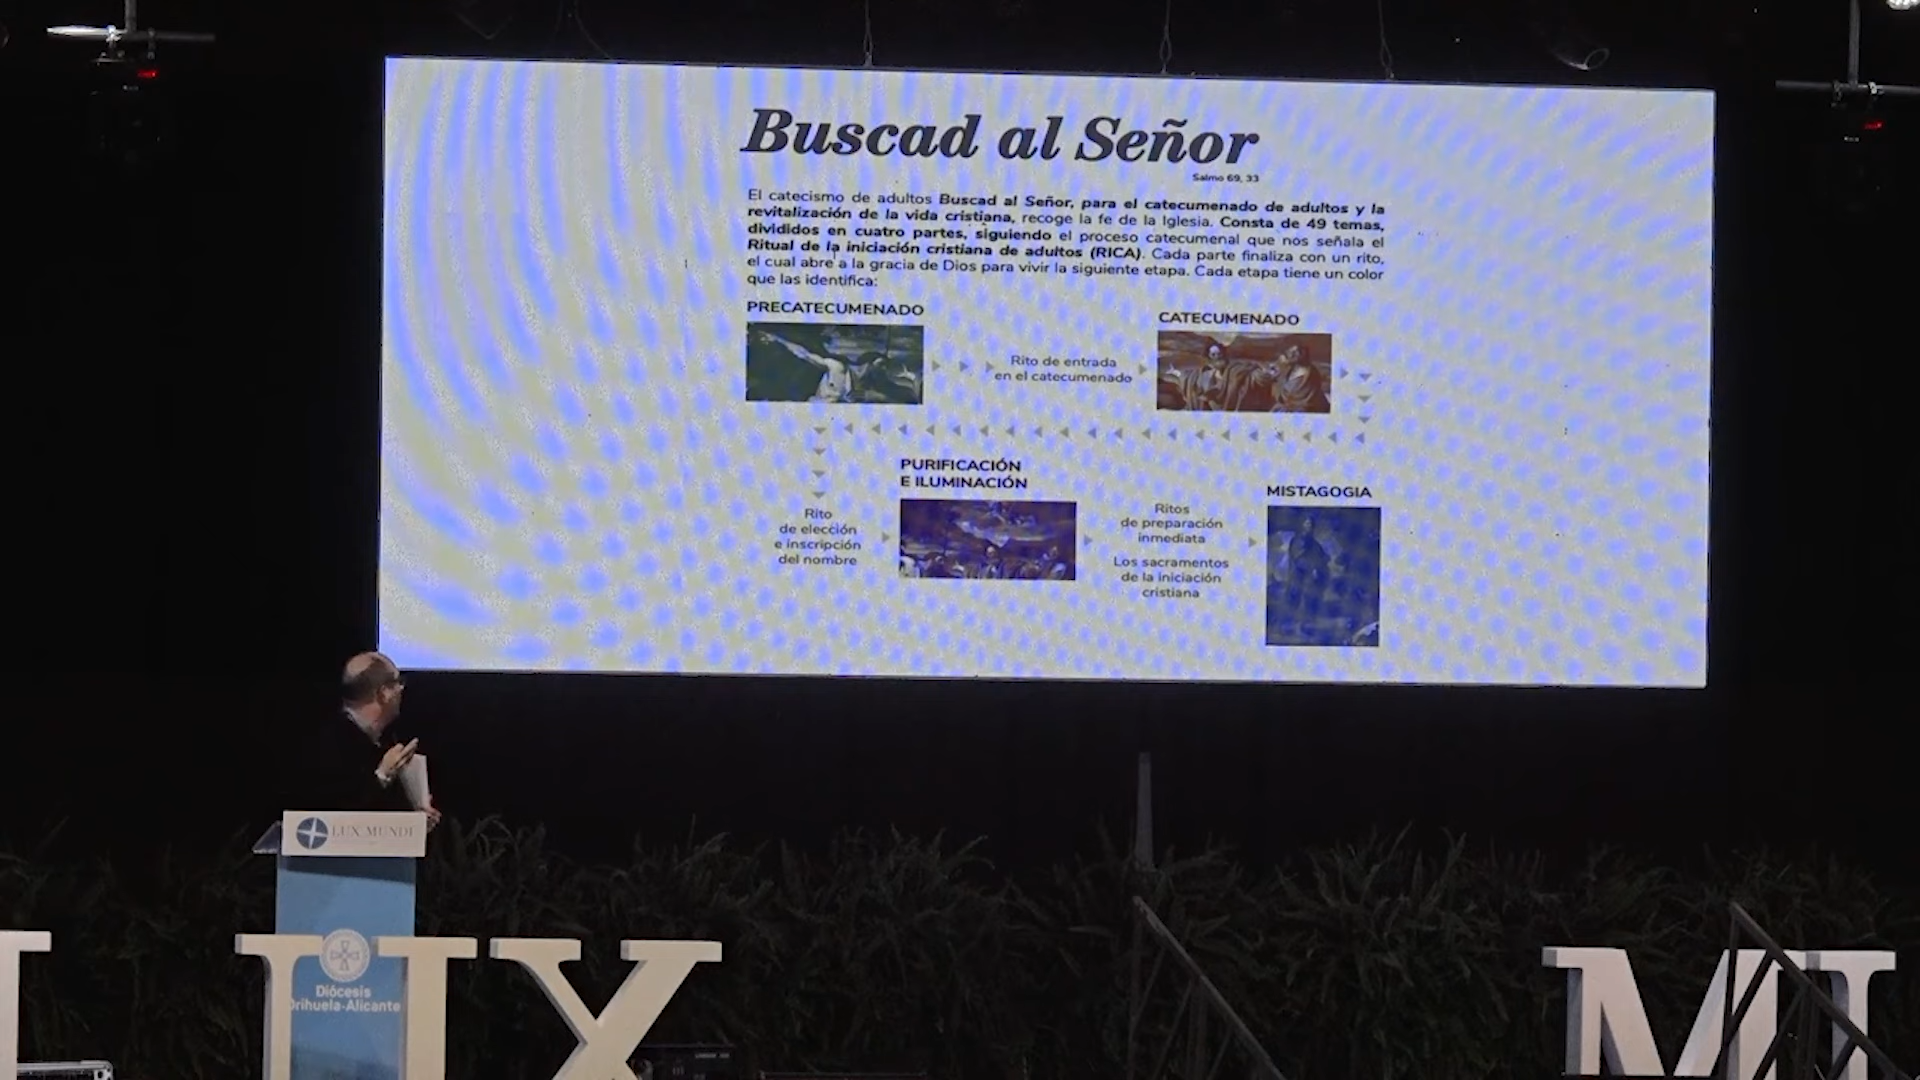 Buscad al Señor
Salmo 69, 33
El catecismo de adultos Buscad al Señor, para el catecumenado de adultos y la
revitalización de la vida cristiana, recoge la fe de la Iglesia. Consta de 49 temas,
divididos en cuatro partes, siguiendo el proceso catecumenal que nos señala el
Ritual de la iniciación cristiana de adultos (RICA). Cada parte finaliza con un rito,
el cual abre a la gracia de Dios para vivir la siguiente etapa. Cada etapa tiene un color
que las identifica:
PRECATECUMENADO
Rito de entrada
en el catecumenado
CATECUMENADO
Rito
de elección
e inscripción
del nombre
PURIFICACIÓN
E ILUMINACIÓN
Ritos
de preparación
inmediata
Los sacramentos
de la iniciación
cristiana
MISTAGOGIA
LUX MUNDI
Diócesis
Orihuela-Alicante
LUX MU